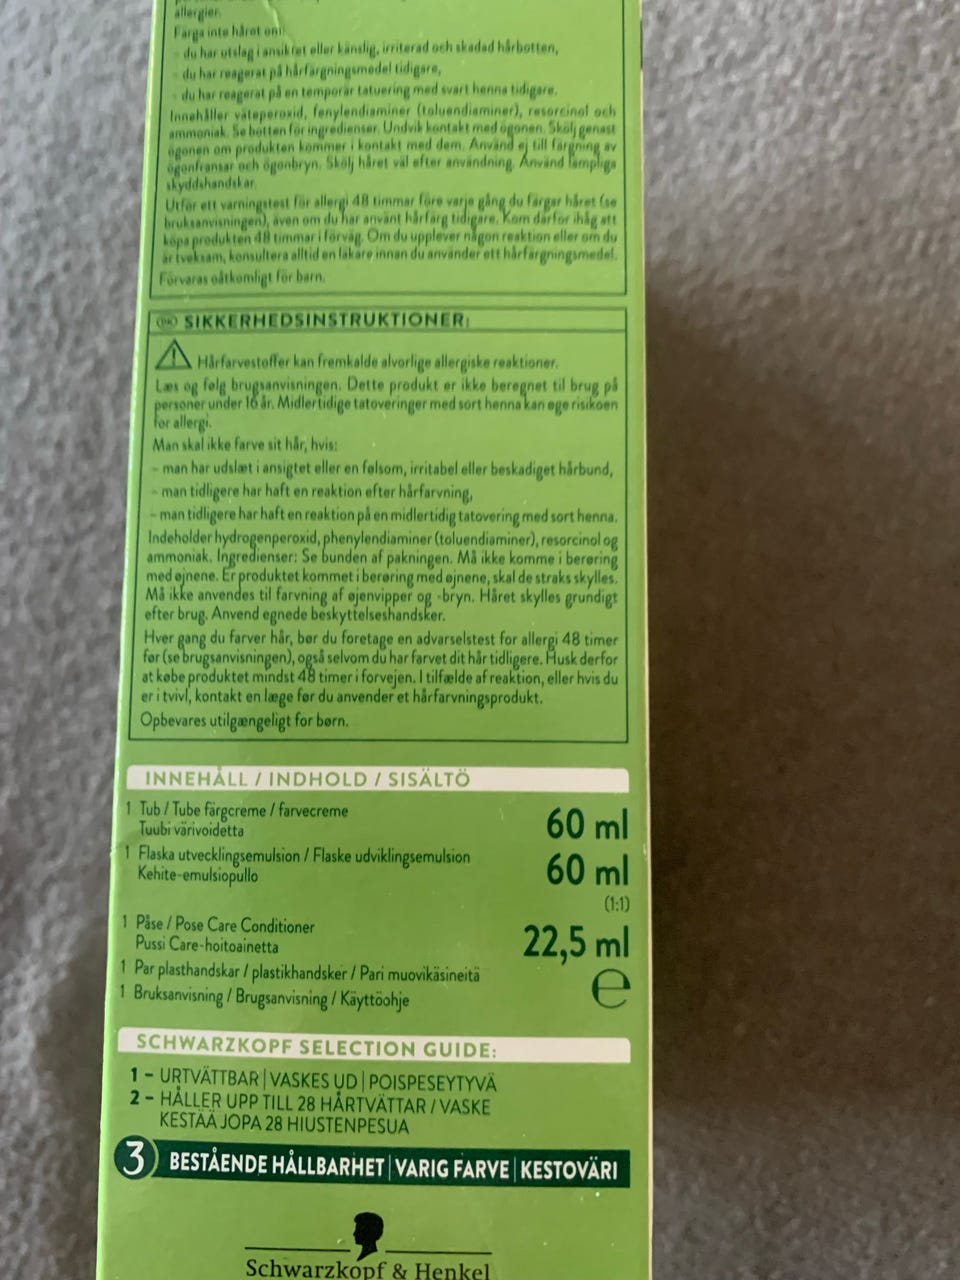 allergier.
Färga inte håret om:
- du har utslag i ansiktet eller känslig, irriterad och skadad hårbotten,
- du har reagerat på hårfärgningsmedel tidigare,
- du har reagerat på en temporär tatuering med svart henna tidigare.
Innehåller väteperoxid, fenylendiaminer (toluendiaminer), resorcinol och
ammoniak. Se botten för ingredienser. Undvik kontakt med ögonen. Skölj genast
ögonen om produkten kommer i kontakt med dem. Använd ej till färgning av
ögonfransar och ögonbryn. Skölj håret väl efter användning. Använd lämpliga
skyddshandskar.
Utför ett varningstest för allergi 48 timmar före varje gång du färgar håret (se
bruksanvisningen), även om du har använt hårfärg tidigare. Kom därför ihåg att
köpa produkten 48 timmar i förväg. Om du upplever någon reaktion eller om du
är tveksam, konsultera alltid en läkare innan du använder ett hårfärgningsmedel.
Förvaras oåtkomligt för barn.
DK SIKKERHEDSINSTRUKTIONER:
Hårfarvestoffer kan fremkalde alvorlige allergiske reaktioner.
Læs og følg brugsanvisningen. Dette produkt er ikke beregnet til brug på
personer under 16 år. Midlertidige tatoveringer med sort henna kan øge risikoen
for allergi.
Man skal ikke farve sit hår, hvis:
- man har udslæt i ansigtet eller en følsom, irritabel eller beskadiget hårbund,
- man tidligere har haft en reaktion efter hårfarvning,
- man tidligere har haft en reaktion på en midlertidig tatovering med sort henna.
Indeholder hydrogenperoxid, phenylendiaminer (toluendiaminer), resorcinol og
ammoniak. Ingredienser: Se bunden af pakningen. Må ikke komme i berøring
med øjnene. Er produktet kommet i berøring med øjnene, skal de straks skylles.
Må ikke anvendes til farvning af øjenvipper og -bryn. Håret skylles grundigt
efter brug. Anvend egnede beskyttelseshandsker.
Hver gang du farver hår, bør du foretage en advarselstest for allergi 48 timer
før (se brugsanvisningen), også selvom du har farvet dit hår tidligere. Husk derfor
at købe produktet mindst 48 timer i forvejen. I tilfælde af reaktion, eller hvis du
er i tvivl, kontakt en læge før du anvender et hårfarvningsprodukt.
Opbevares utilgængeligt for børn.
INNEHÅLL / INDHOLD / SISÄLTÖ
1 Tub / Tube färgcreme / farvecreme
Tuubi värivoidetta
60 ml
1 Flaska utvecklingsemulsion / Flaske udviklingsemulsion
Kehite-emulsiopullo
60 ml
(1:1)
1 Påse / Pose Care Conditioner
Pussi Care-hoitoainetta
22,5 ml
1 Par plasthandskar / plastikhandsker / Pari muovikäsineitä
℮
1 Bruksanvisning / Brugsanvisning / Käyttöohje
SCHWARZKOPF SELECTION GUIDE:
1 - URTVÄTTBAR | VASKES UD | POISPESEYTYVÄ
2 - HÅLLER UPP TILL 28 HÅRTVÄTTAR / VASKE
KESTÄÄ JOPA 28 HIUSTENPESUA
3 BESTÅENDE HÅLLBARHET | VARIG FARVE | KESTOVÄRI
Schwarzkopf & Henkel